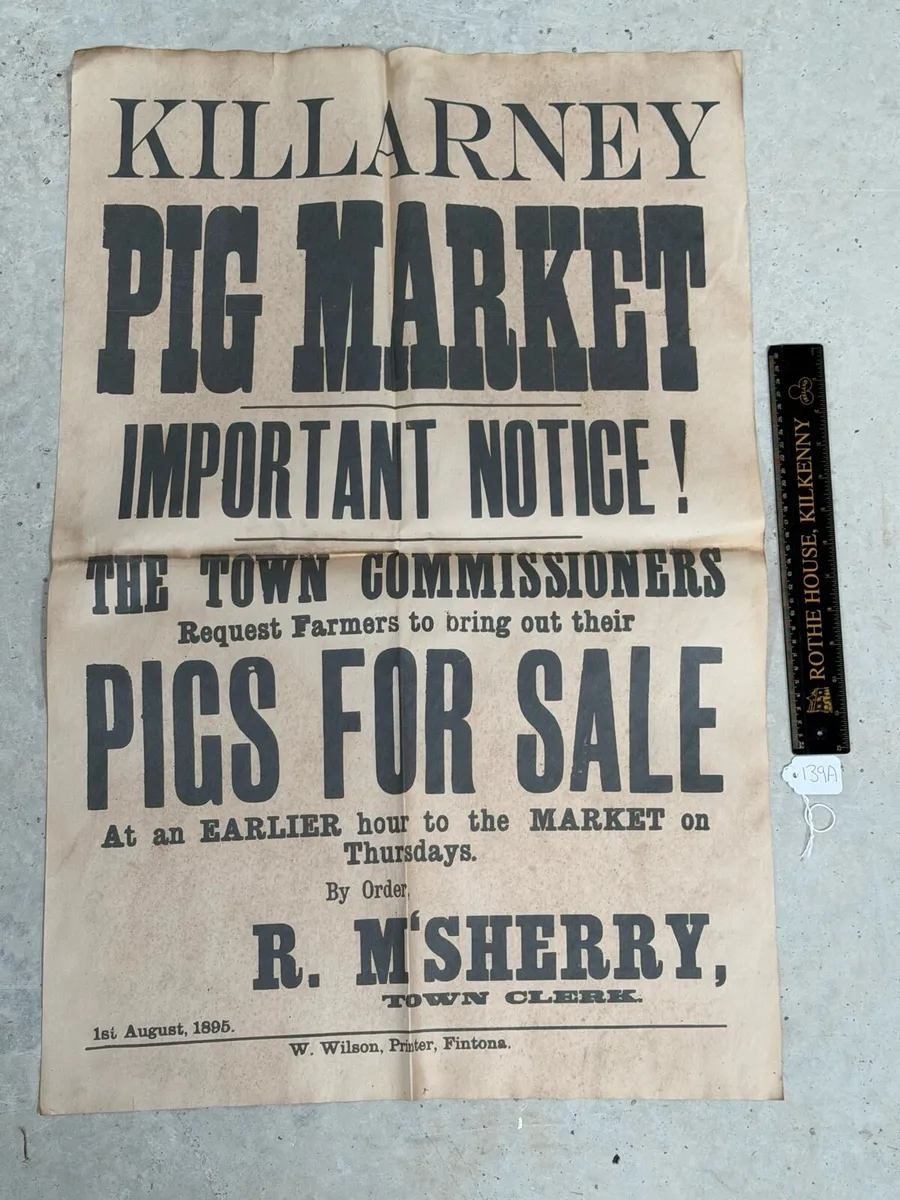 KILLARNEY
PIG MARKET
IMPORTANT NOTICE!
THE TOWN COMMISSIONERS
Request Farmers to bring out their
PIGS FOR SALE
At an EARLIER hour to the MARKET on
Thursdays.
By Order,
R. M‘SHERRY,
TOWN CLERK.
1st August, 1895.
W. Wilson, Printer, Fintona.
ROTHE HOUSE, KILKENNY
139A